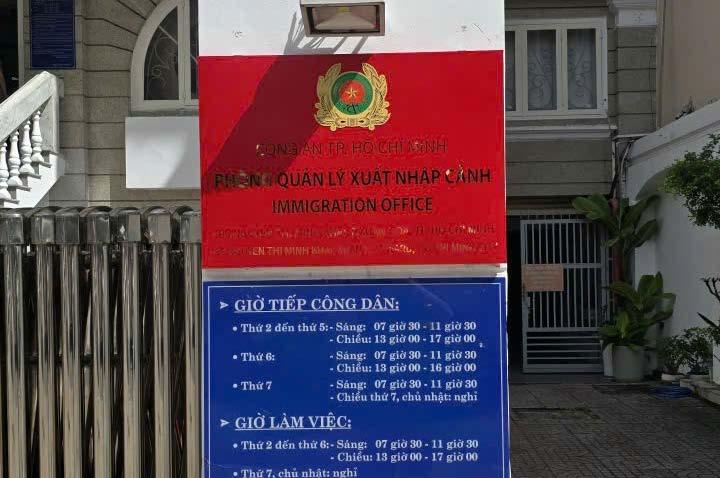 CÔNG AN TP. HỒ CHÍ MINH
PHÒNG QUẢN LÝ XUẤT NHẬP CẢNH
IMMIGRATION OFFICE
THI MINH KHAI
➤ GIỜ TIẾP CÔNG DÂN:
• Thứ 2 đến thứ 5: - Sáng: 07 giờ 30 - 11 giờ 30
- Chiều: 13 giờ 00 - 17 giờ 00
• Thứ 6: - Sáng: 07 giờ 30 - 11 giờ 30
- Chiều: 13 giờ 00 - 16 giờ 00
• Thứ 7 - Sáng: 07 giờ 30 - 11 giờ 30
- Chiều thứ 7, chủ nhật: nghỉ
➤ GIỜ LÀM VIỆC:
• Thứ 2 đến thứ 6: - Sáng: 07 giờ 30 - 11 giờ 30
- Chiều: 13 giờ 00 - 17 giờ 00
• Thứ 7, chủ nhật: nghỉ